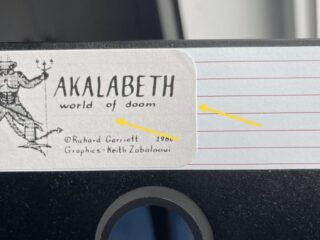 AKALABETH
world of doom
©Richard Garriott 1980
Graphics-Keith Zabalaoui